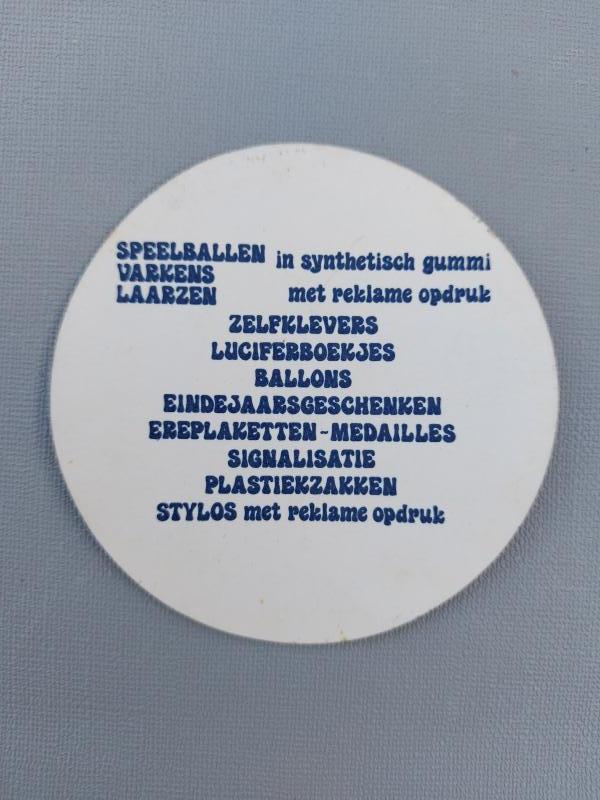 SPEELBALLEN in synthetisch gummi
VARKENS
LAARZEN met reklame opdruk
ZELFKLEVERS
LUCIFERBOEKJES
BALLONS
EINDEJAARSGESCHENKEN
EREPLAKETTEN-MEDAILLES
SIGNALISATIE
PLASTIEKZAKKEN
STYLOS met reklame opdruk